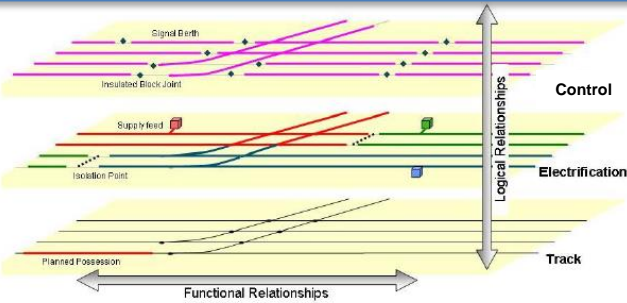 Signal Berth
Insulated Block Joint
Control
Supply feed
Isolation Point
Electrification
Logical Relationships
Planned Possession
Track
Functional Relationships